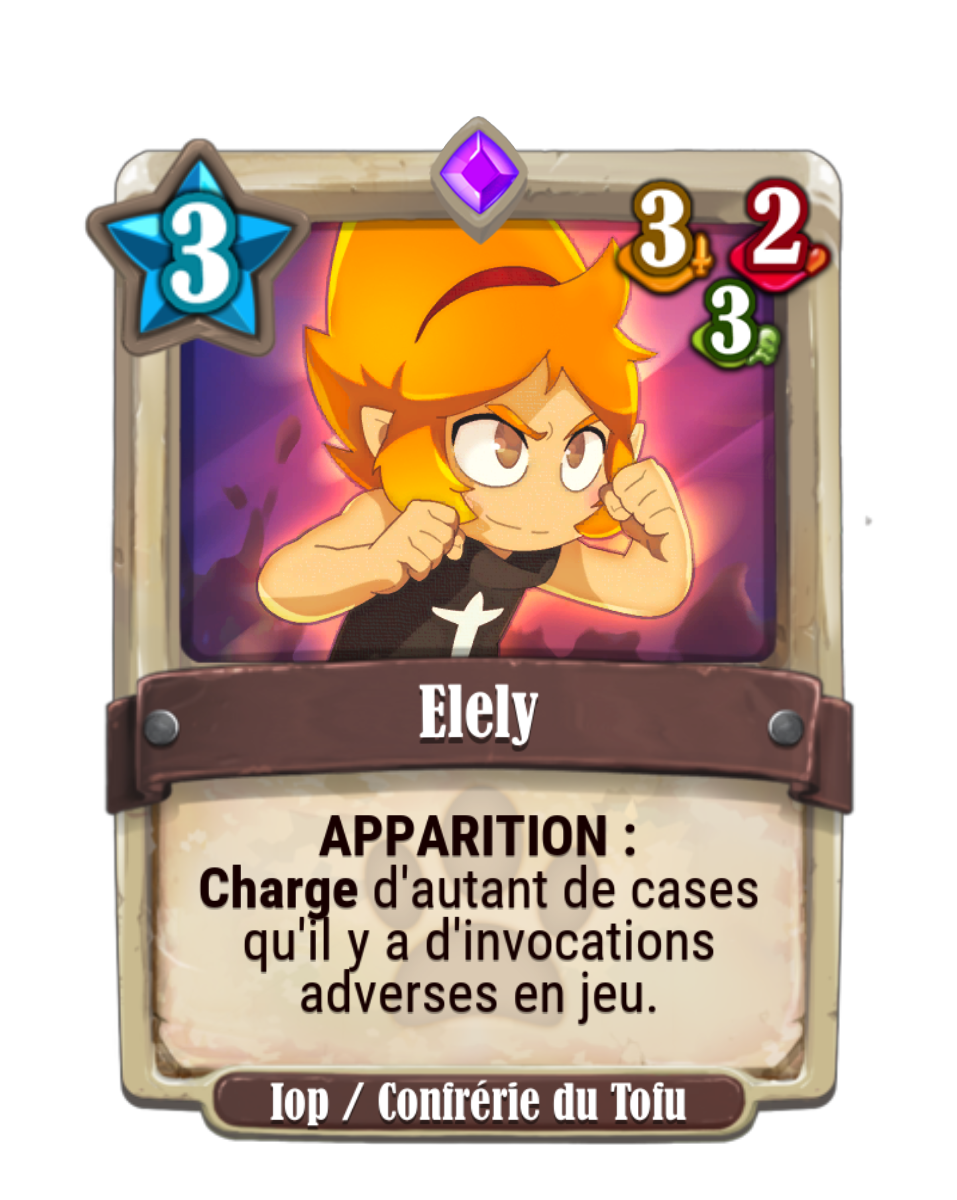 3
3
2
3
Elely
APPARITION :
Charge d'autant de cases
qu'il y a d'invocations
adverses en jeu.
Iop / Confrérie du Tofu